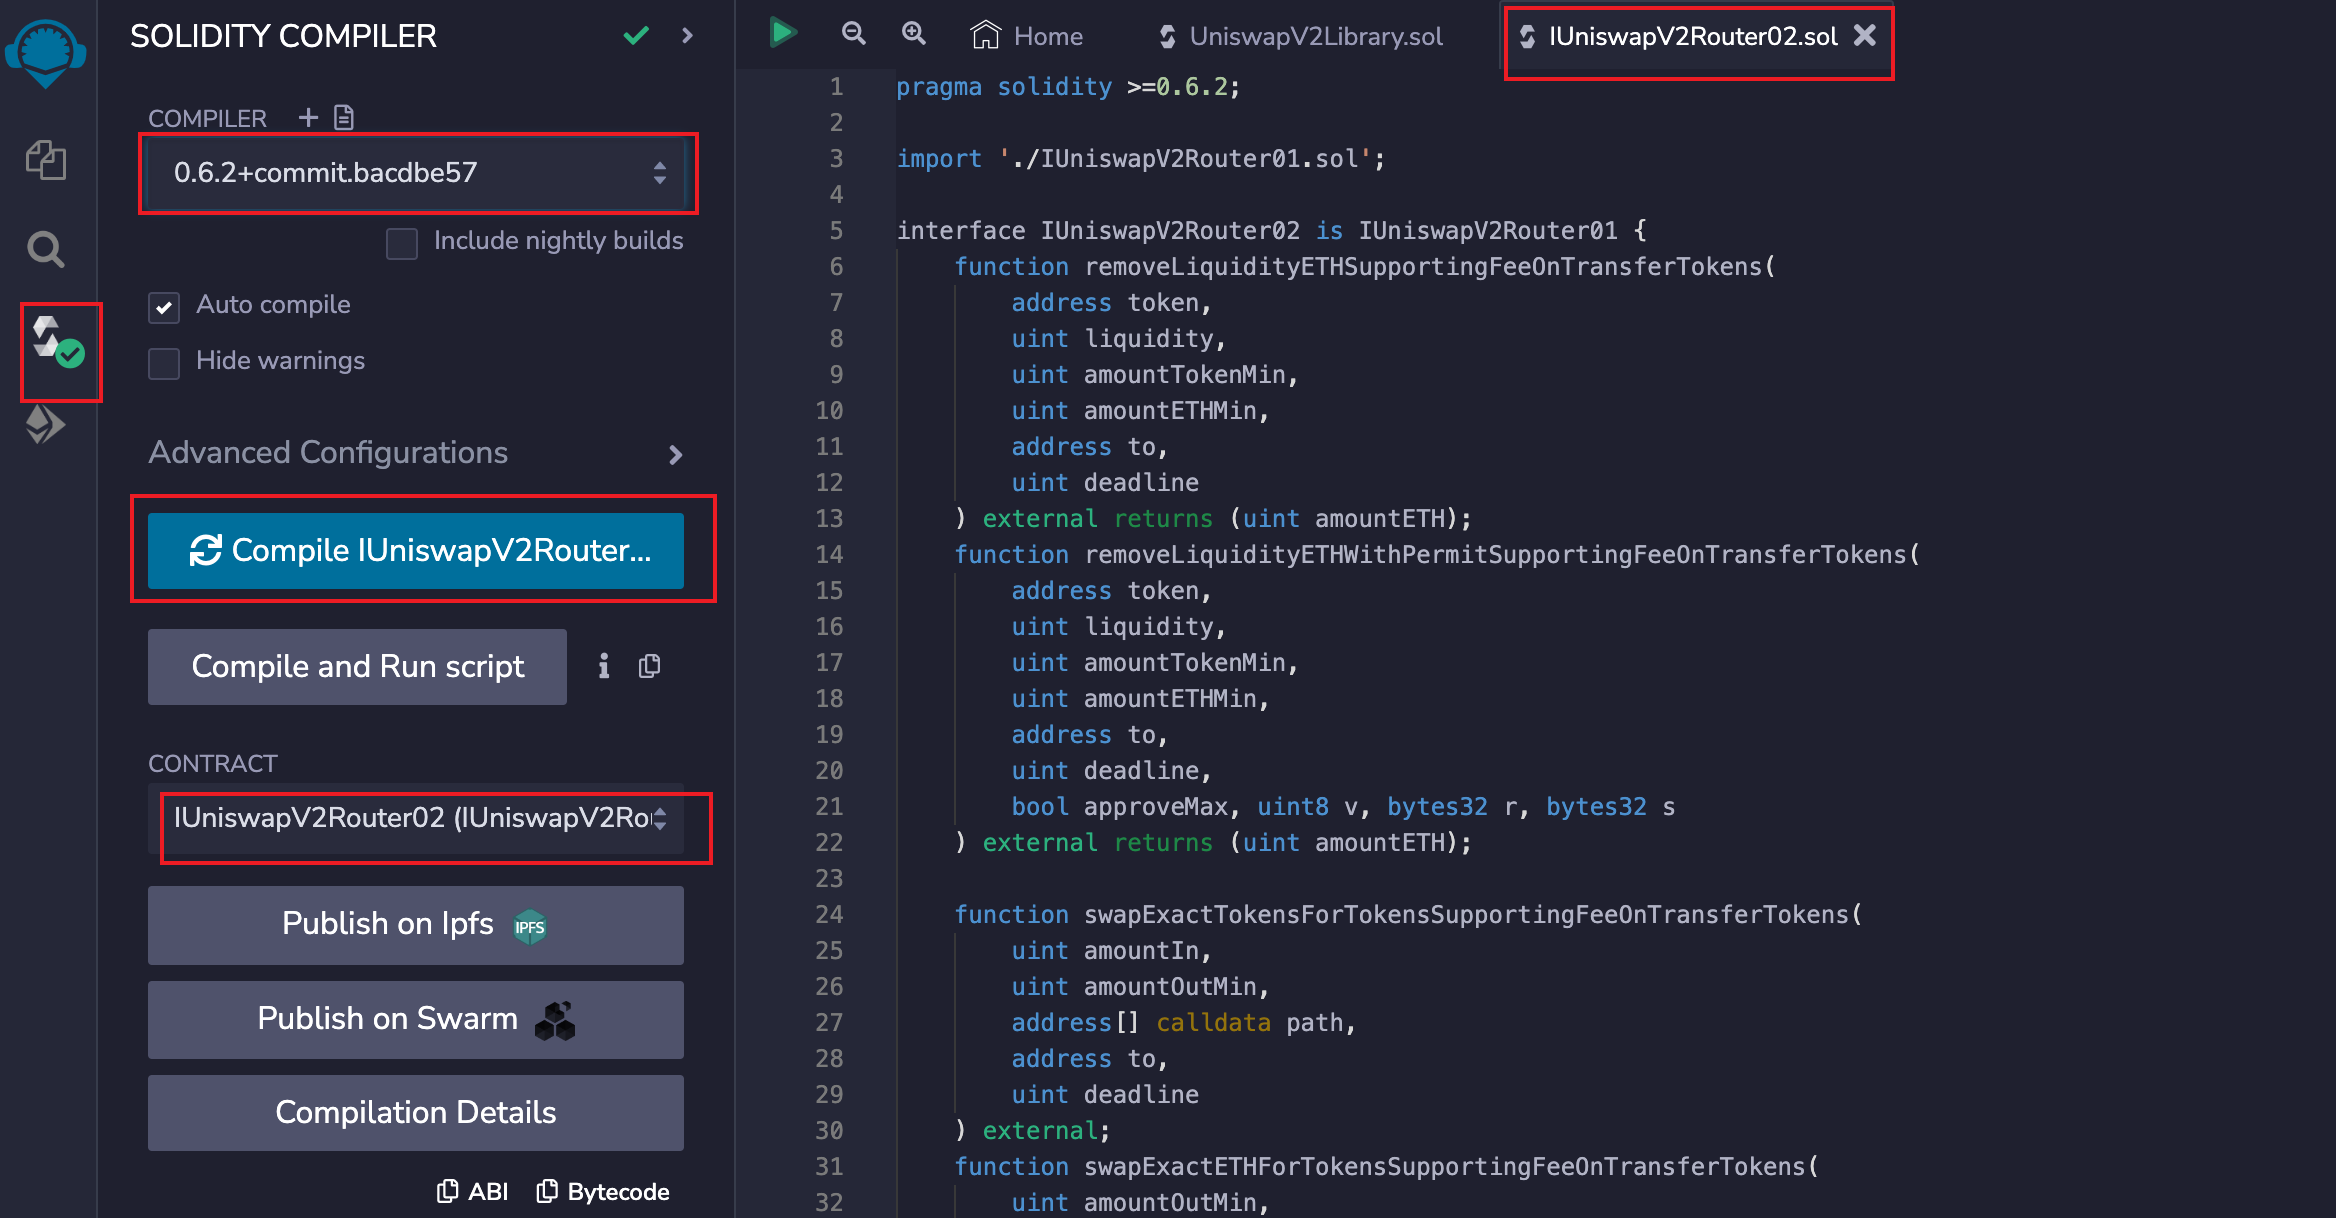 SOLIDITY COMPILER
COMPILER
0.6.2+commit.bacdbe57
Include nightly builds
Auto compile
Hide warnings
Advanced Configurations
Compile IUniswapV2Router...
Compile and Run script
CONTRACT
IUniswapV2Router02 (IUniswapV2Ro
Publish on Ipfs IPFS
Publish on Swarm
Compilation Details
ABI Bytecode
Home UniswapV2Library.sol IUniswapV2Router02.sol
1 pragma solidity >=0.6.2;
2
3 import './IUniswapV2Router01.sol';
4
5 interface IUniswapV2Router02 is IUniswapV2Router01 {
6 function removeLiquidityETHSupportingFeeOnTransferTokens(
7 address token,
8 uint liquidity,
9 uint amountTokenMin,
10 uint amountETHMin,
11 address to,
12 uint deadline
13 ) external returns (uint amountETH);
14 function removeLiquidityETHWithPermitSupportingFeeOnTransferTokens(
15 address token,
16 uint liquidity,
17 uint amountTokenMin,
18 uint amountETHMin,
19 address to,
20 uint deadline,
21 bool approveMax, uint8 v, bytes32 r, bytes32 s
22 ) external returns (uint amountETH);
23
24 function swapExactTokensForTokensSupportingFeeOnTransferTokens(
25 uint amountIn,
26 uint amountOutMin,
27 address[] calldata path,
28 address to,
29 uint deadline
30 ) external;
31 function swapExactETHForTokensSupportingFeeOnTransferTokens(
32 uint amountOutMin,